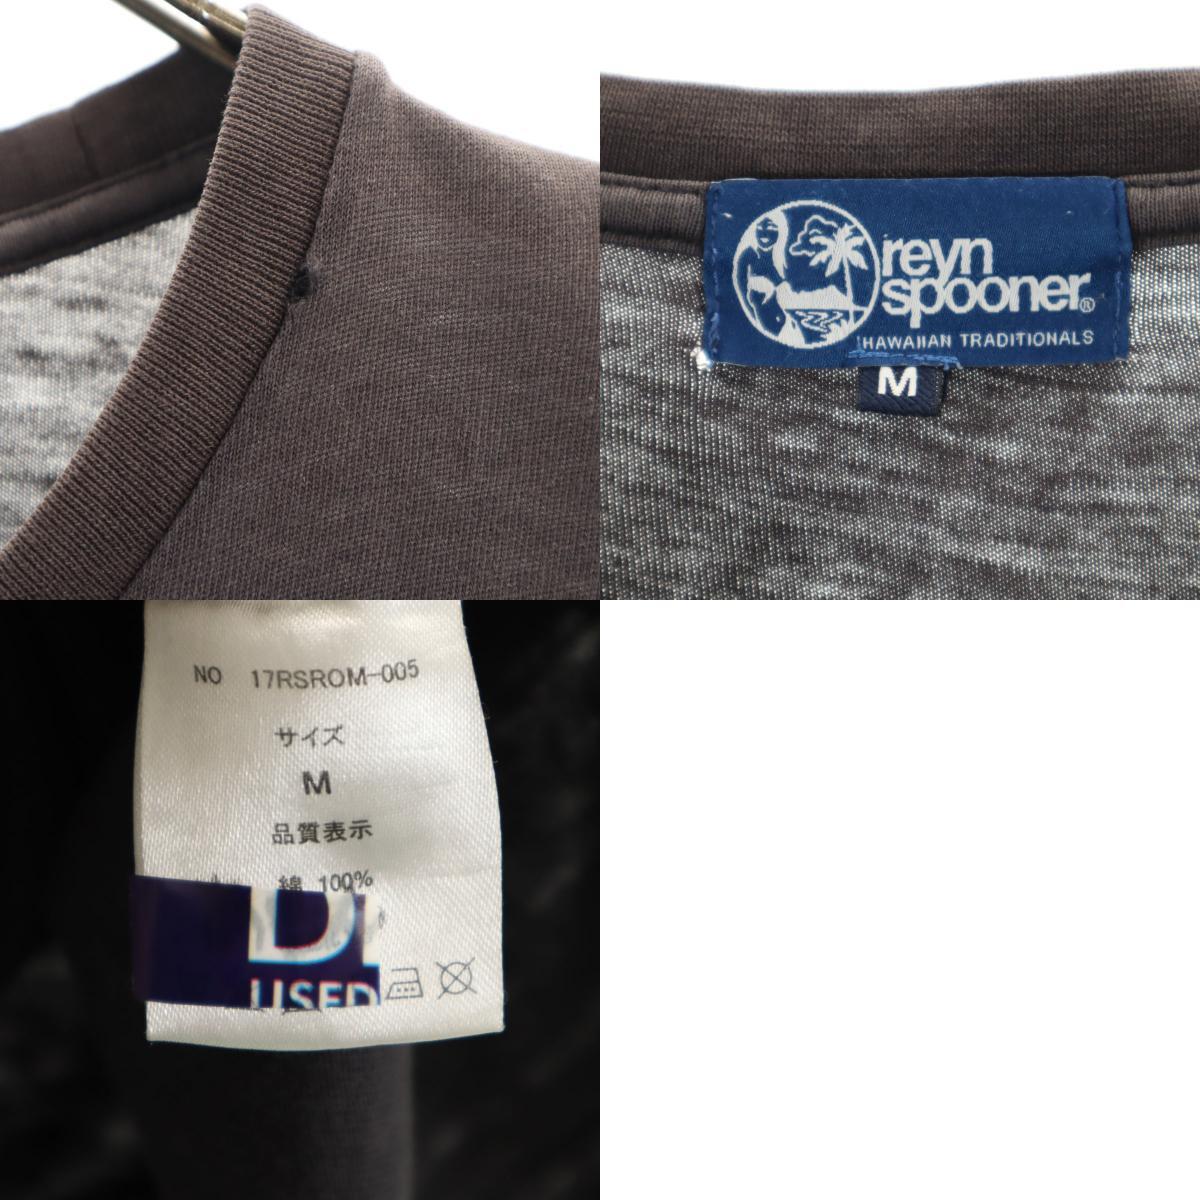 reyn
spooner®
HAWAIIAN TRADITIONALS
M
NO 17RSROM-005
サイズ
M
品質表示
綿 100%
USED